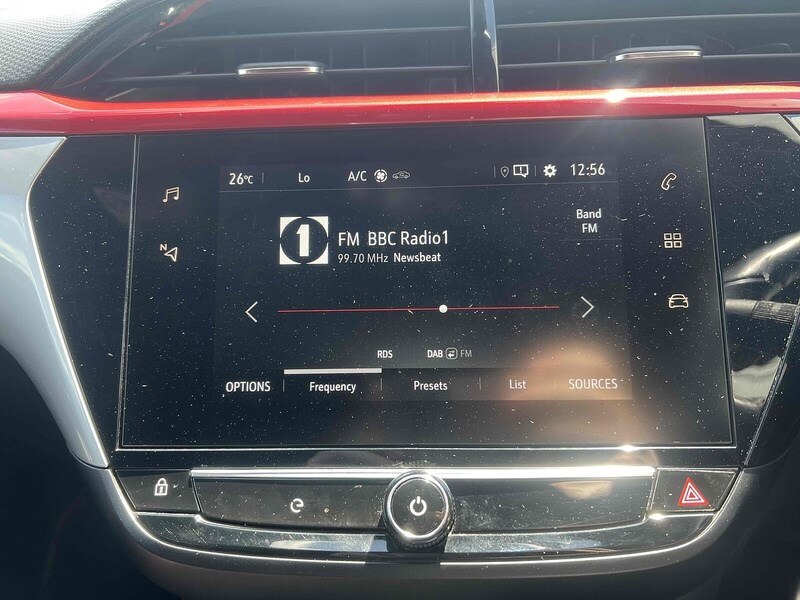 26°C Lo A/C 12:56
1
FM BBC Radio1
99.70 MHz Newsbeat
Band
FM
N
RDS DAB FM
OPTIONS Frequency Presets List SOURCES
e